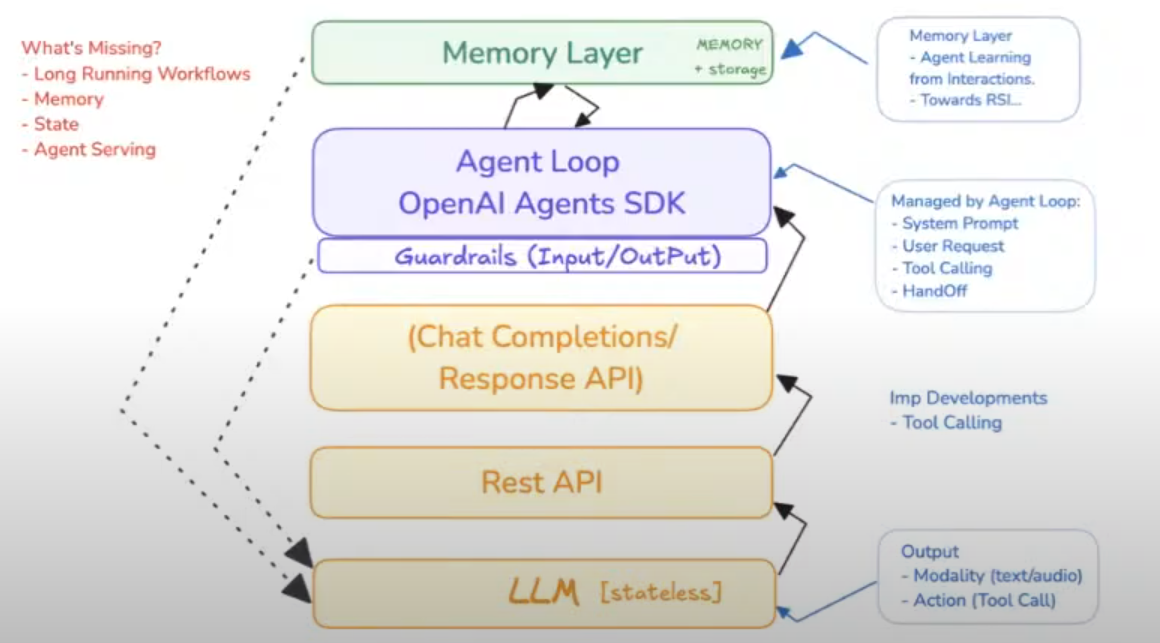 What's Missing?
- Long Running Workflows
- Memory
- State
- Agent Serving
Memory Layer
MEMORY
+ storage
Memory Layer
- Agent Learning
from Interactions.
- Towards RSI...
Agent Loop
OpenAI Agents SDK
Guardrails (Input/OutPut)
Managed by Agent Loop:
- System Prompt
- User Request
- Tool Calling
- HandOff
(Chat Completions/
Response API)
Imp Developments
- Tool Calling
Rest API
LLM [stateless]
Output
- Modality (text/audio)
- Action (Tool Call)